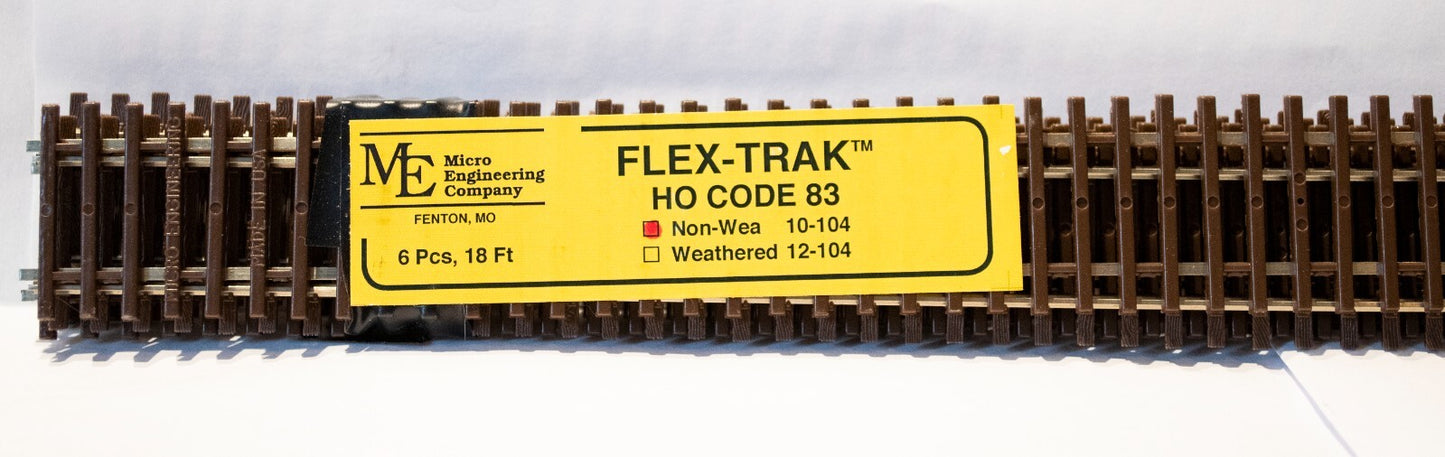 ME Micro
Engineering
Company
FENTON, MO
6 Pcs, 18 Ft
FLEX-TRAK™
HO CODE 83
Non-Wea 10-104
Weathered 12-104
MICRO ENGINEERING
MADE IN USA